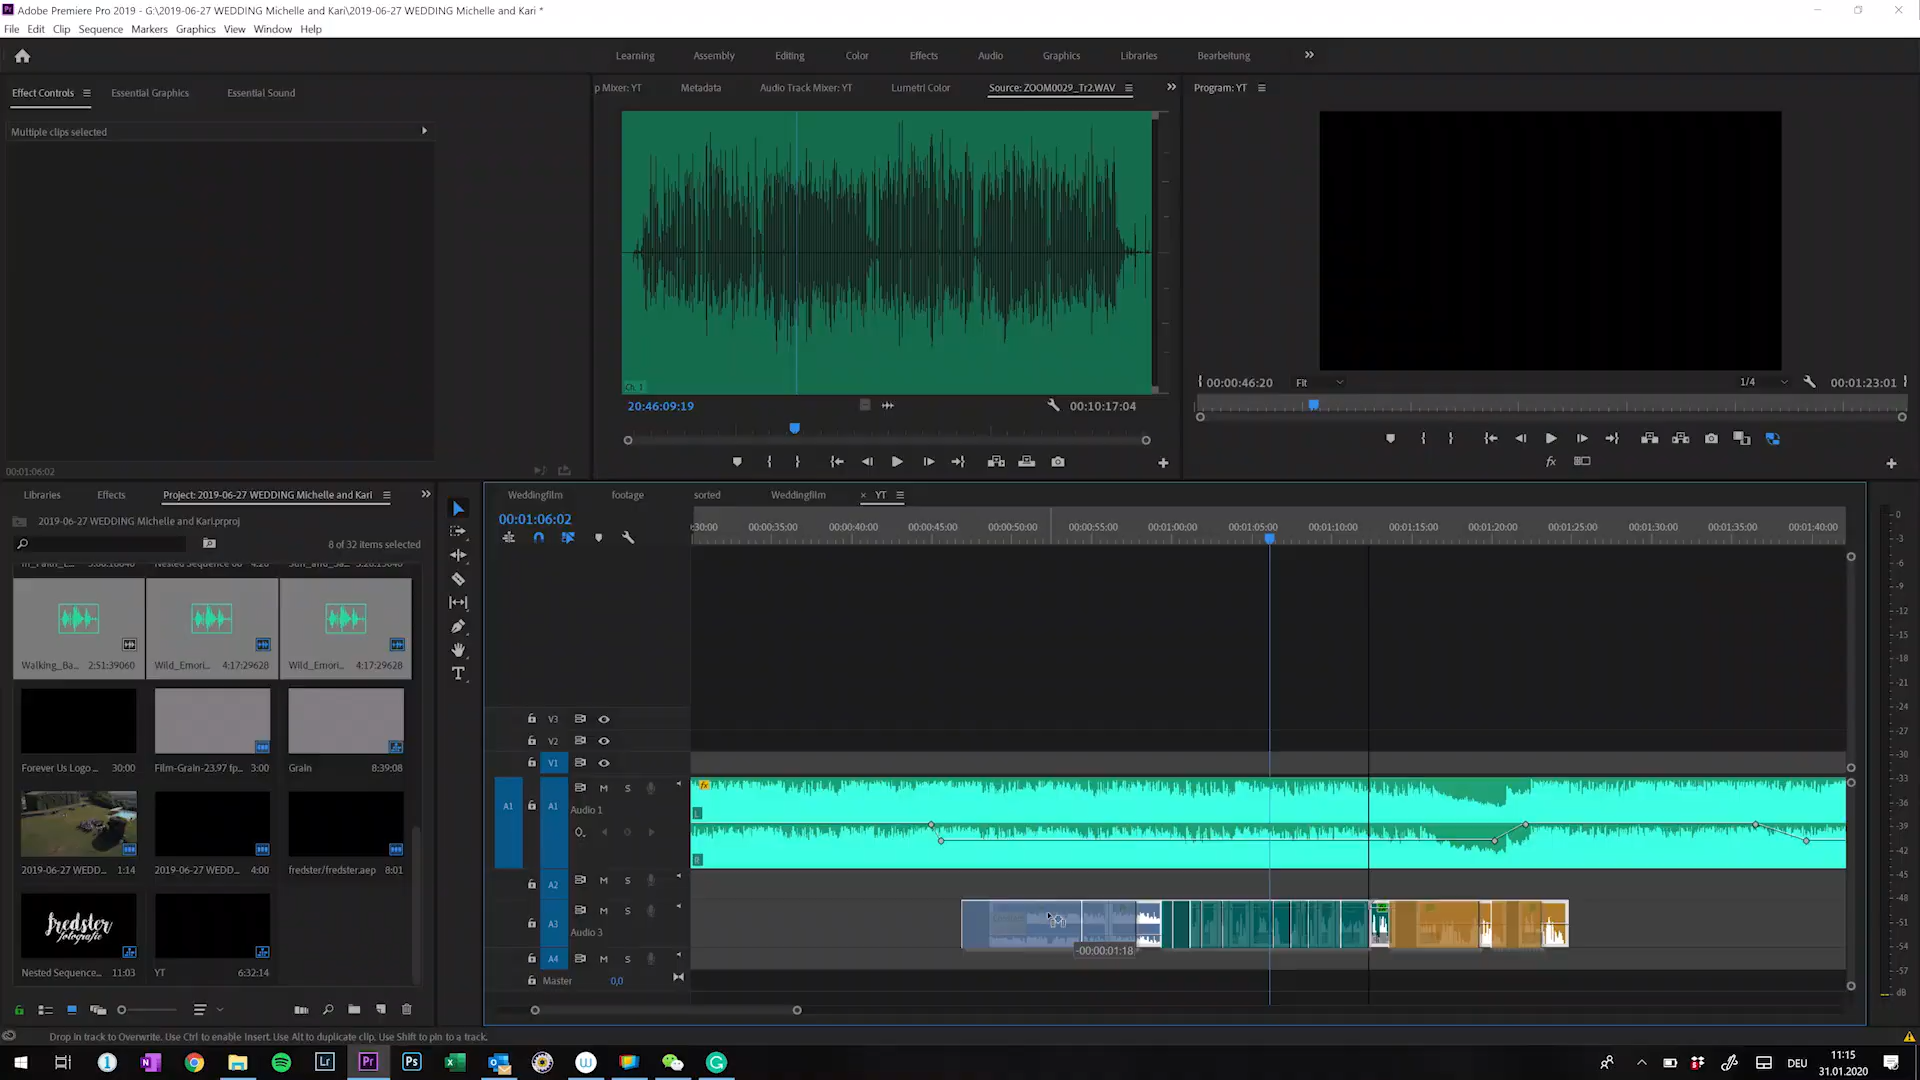 Adobe Premiere Pro 2019 - G:\2019-06-27 WEDDING Michelle and Kari\2019-06-27 WEDDING Michelle and Kari *
File Edit Clip Sequence Markers Graphics View Window Help
Learning Assembly Editing Color Effects Audio Graphics Libraries Bearbeitung
Effect Controls Essential Graphics Essential Sound
p Mixer: YT Metadata Audio Track Mixer: YT Lumetri Color Source: ZOOM0029_Tr2.WAV
Program: YT
Multiple clips selected
Ch. 1
20:46:09:19 00:10:17:04
00:00:46:20 Fit 1/4 00:01:23:01
00:01:06:02
Libraries Effects Project: 2019-06-27 WEDDING Michelle and Kari
2019-06-27 WEDDING Michelle and Kari.prproj
8 of 32 items selected
Walking_Ba... 2:51:39060 Wild_Emori... 4:17:29628 Wild_Emori... 4:17:29628
Forever Us Logo ... 30:00 Film-Grain-23.97 fp... 3:00 Grain 8:39:08
2019-06-27 WEDD... 1:14 2019-06-27 WEDD... 4:00 fredster/fredster.aep 8:01
fredster
fotografie
Nested Sequence... 11:03 YT 6:32:14
Weddingfilm footage sorted Weddingfilm × YT
00:01:06:02
:30:00 00:00:35:00 00:00:40:00 00:00:45:00 00:00:50:00 00:00:55:00 00:01:00:00 00:01:05:00 00:01:10:00 00:01:15:00 00:01:20:00 00:01:25:00 00:01:30:00 00:01:35:00 00:01:40:00
V3
V2
V1
A1 A1 M S
Audio 1
fx
L
R
A2 M S
A3 M S
Audio 3
-00:00:01:18
A4 M S
Master 0,0
0
-3
-6
-9
-12
-15
-18
-21
-24
-27
-30
-33
-36
-39
-42
-45
-48
-51
-54
-57
dB
Drop in track to Overwrite. Use Ctrl to enable Insert. Use Alt to duplicate clip. Use Shift to pin to a track.
Lr Pr Ps
DEU
11:15
31.01.2020